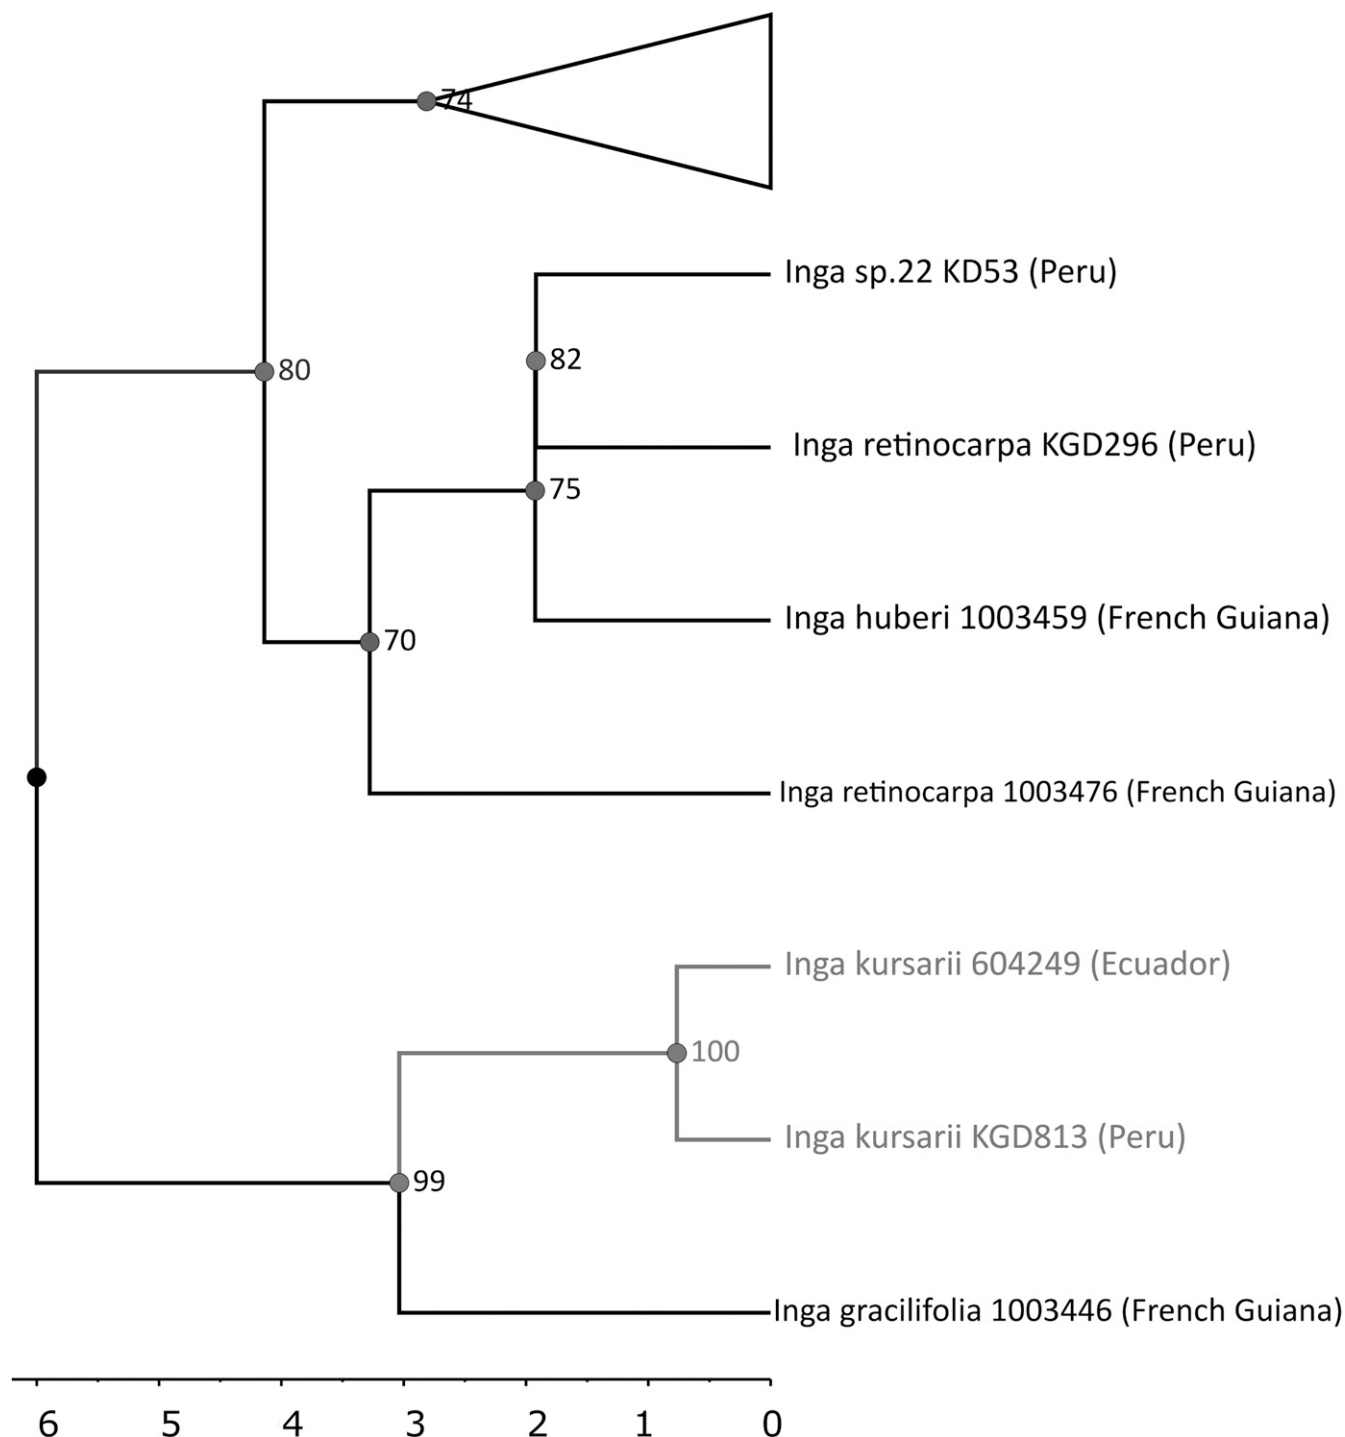 74
Inga sp.22 KD53 (Peru)
82
80
Inga retinocarpa KGD296 (Peru)
75
Inga huberi 1003459 (French Guiana)
70
Inga retinocarpa 1003476 (French Guiana)
Inga kursarii 604249 (Ecuador)
100
Inga kursarii KGD813 (Peru)
99
Inga gracilifolia 1003446 (French Guiana)
6 5 4 3 2 1 0